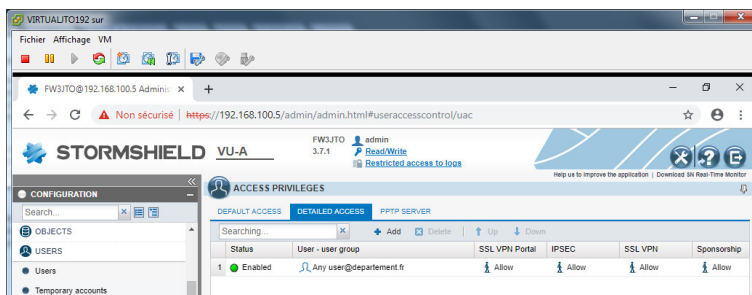 VIRTUALITO192 sur
Fichier Affichage VM
FW3JTO@192.168.100.5 Adminis
Non sécurisé https://192.168.100.5/admin/admin.html#useraccesscontrol/uac
STORMSHIELD VU-A FW3JTO admin
3.7.1 Read/Write
Restricted access to logs
Help us to improve the application | Download SN Real-Time Monitor
CONFIGURATION
ACCESS PRIVILEGES
Search...
DEFAULT ACCESS DETAILED ACCESS PPTP SERVER
OBJECTS
Searching... Add Delete Up Down
USERS
Status User - user group SSL VPN Portal IPSEC SSL VPN Sponsorship
Users
1 Enabled Any user@departement.fr Allow Allow Allow Allow
Temporary accounts